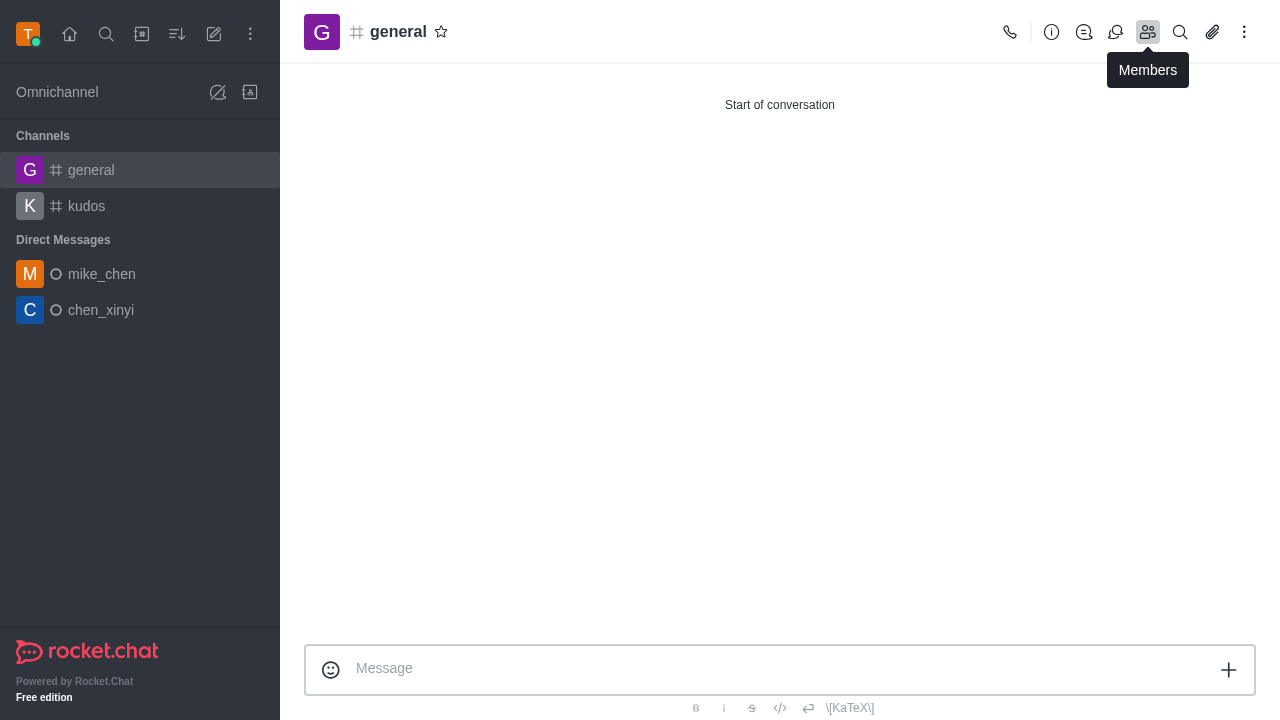 T
G
general
Members
Omnichannel
Start of conversation
Channels
G
general
K
kudos
Direct Messages
M
mike_chen
C
chen_xinyi
rocket.chat
Powered by Rocket.Chat
Free edition
Message
B
i
S
\[KaTeX\]